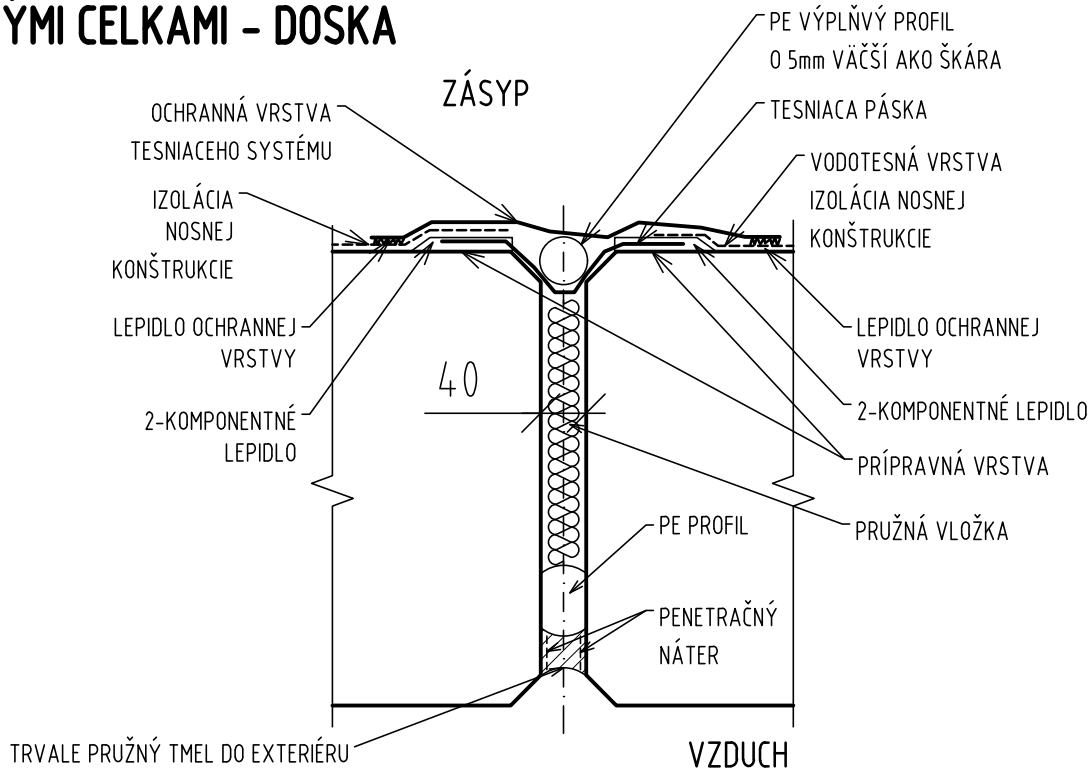 ÝMI CELKAMI - DOSKA
ZÁSYP
OCHRANNÁ VRSTVA
TESNIACEHO SYSTÉMU
IZOLÁCIA
NOSNEJ
KONŠTRUKCIE
LEPIDLO OCHRANNEJ
VRSTVY
2-KOMPONENTNÉ
LEPIDLO
PE VÝPLŇVÝ PROFIL
O 5mm VÄČŠÍ AKO ŠKÁRA
TESNIACA PÁSKA
VODOTESNÁ VRSTVA
IZOLÁCIA NOSNEJ
KONŠTRUKCIE
LEPIDLO OCHRANNEJ
VRSTVY
2-KOMPONENTNÉ LEPIDLO
PRÍPRAVNÁ VRSTVA
PRUŽNÁ VLOŽKA
40
PE PROFIL
PENETRAČNÝ
NÁTER
TRVALE PRUŽNÝ TMEL DO EXTERIÉRU
VZDUCH